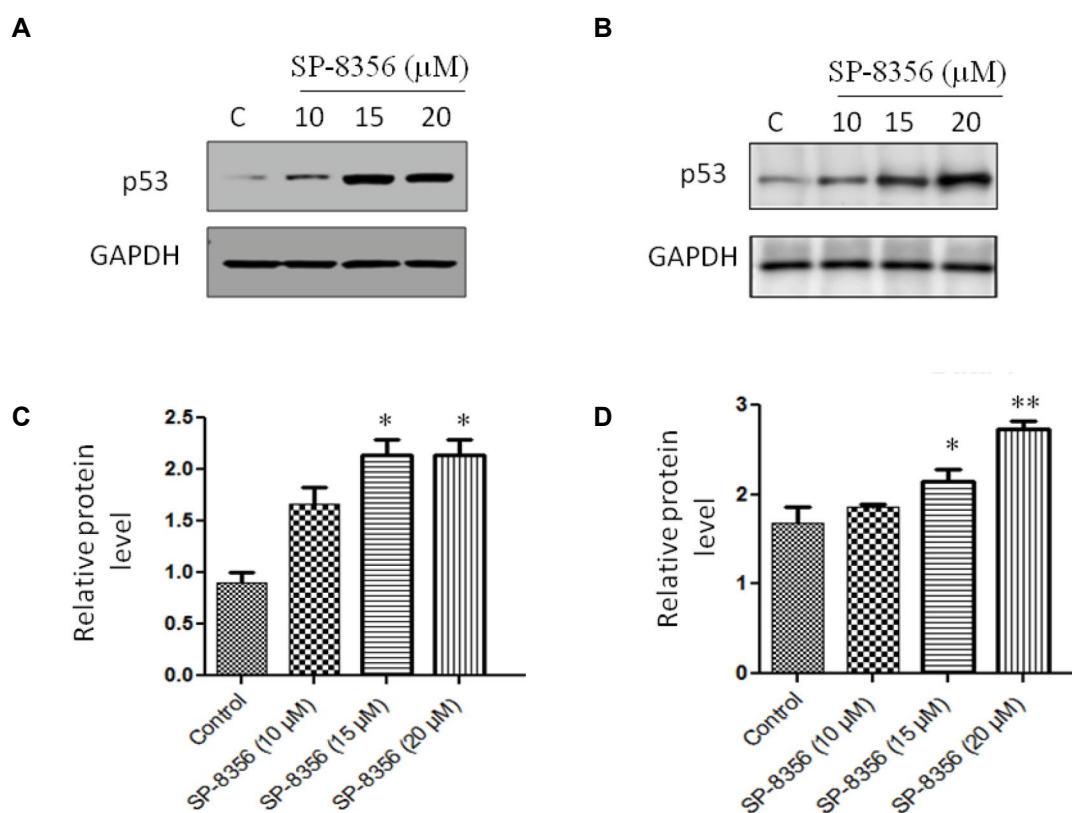 A
SP-8356 (µM)
C 10 15 20
p53
GAPDH
B
SP-8356 (µM)
C 10 15 20
p53
GAPDH
C
Relative protein
level
2.5
2.0
1.5
1.0
0.5
0.0
* *
Control
SP-8356 (10 µM)
SP-8356 (15 µM)
SP-8356 (20 µM)
D
Relative protein
level
3
2
1
0
* **
Control
SP-8356 (10 µM)
SP-8356 (15 µM)
SP-8356 (20 µM)